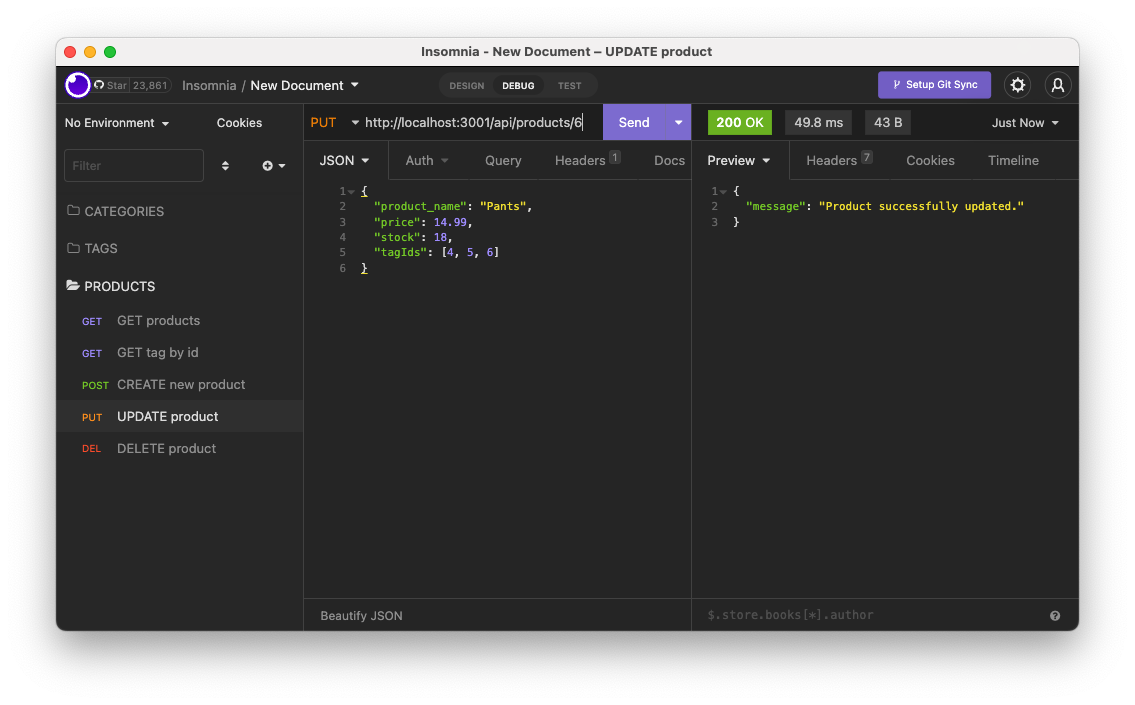 Insomnia - New Document – UPDATE product
Star 23,861
Insomnia / New Document
DESIGN DEBUG TEST
Setup Git Sync
No Environment Cookies
Filter
CATEGORIES
TAGS
PRODUCTS
GET GET products
GET GET tag by id
POST CREATE new product
PUT UPDATE product
DEL DELETE product
PUT http://localhost:3001/api/products/6 Send
JSON Auth Query Headers 1 Docs
1 {
2 "product_name": "Pants",
3 "price": 14.99,
4 "stock": 18,
5 "tagIds": [4, 5, 6]
6 }
Beautify JSON
200 OK 49.8 ms 43 B Just Now
Preview Headers 7 Cookies Timeline
1 {
2 "message": "Product successfully updated."
3 }
$.store.books[*].author ?